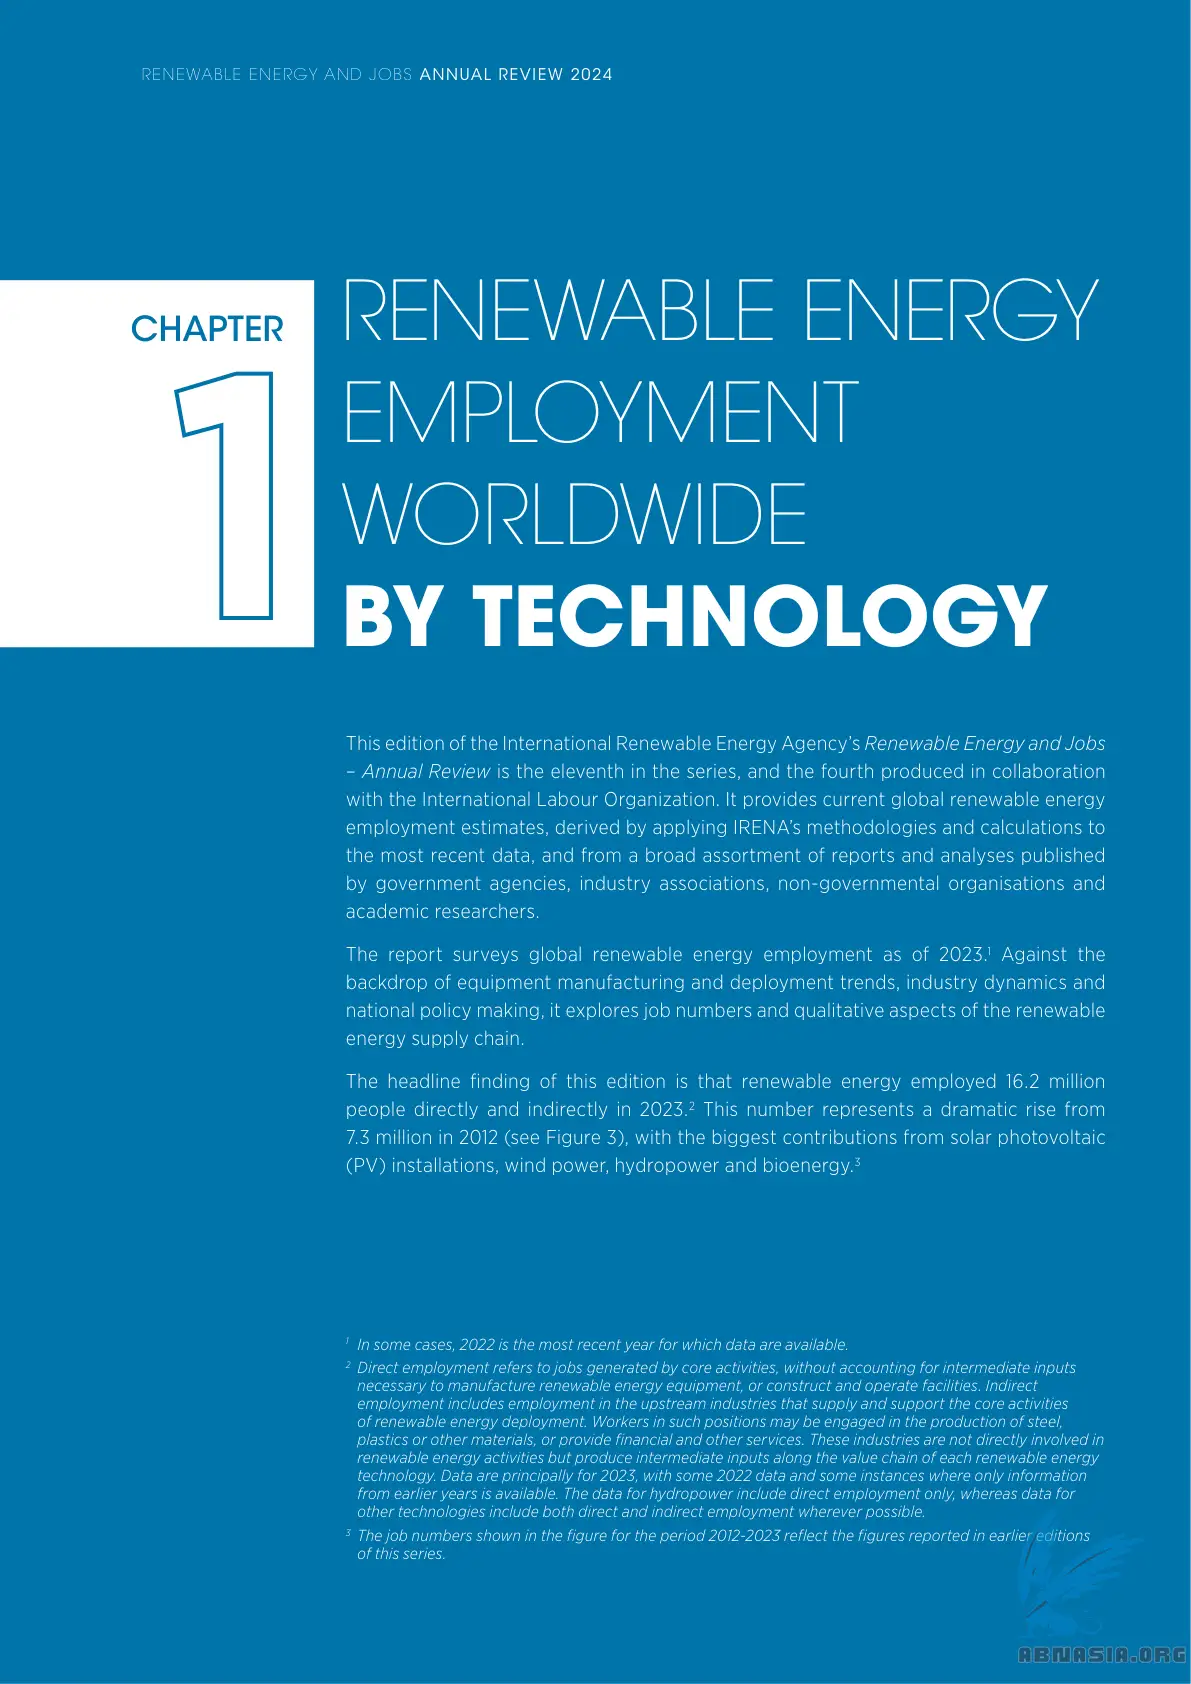 RENEWABLE ENERGY AND JOBS ANNUAL REVIEW 2024
CHAPTER
1
RENEWABLE ENERGY
EMPLOYMENT
WORLDWIDE
BY TECHNOLOGY
This edition of the International Renewable Energy Agency’s Renewable Energy and Jobs
– Annual Review is the eleventh in the series, and the fourth produced in collaboration
with the International Labour Organization. It provides current global renewable energy
employment estimates, derived by applying IRENA’s methodologies and calculations to
the most recent data, and from a broad assortment of reports and analyses published
by government agencies, industry associations, non-governmental organisations and
academic researchers.
The report surveys global renewable energy employment as of 2023.¹ Against the
backdrop of equipment manufacturing and deployment trends, industry dynamics and
national policy making, it explores job numbers and qualitative aspects of the renewable
energy supply chain.
The headline finding of this edition is that renewable energy employed 16.2 million
people directly and indirectly in 2023.² This number represents a dramatic rise from
7.3 million in 2012 (see Figure 3), with the biggest contributions from solar photovoltaic
(PV) installations, wind power, hydropower and bioenergy.³
¹ In some cases, 2022 is the most recent year for which data are available.
² Direct employment refers to jobs generated by core activities, without accounting for intermediate inputs
necessary to manufacture renewable energy equipment, or construct and operate facilities. Indirect
employment includes employment in the upstream industries that supply and support the core activities
of renewable energy deployment. Workers in such positions may be engaged in the production of steel,
plastics or other materials, or provide financial and other services. These industries are not directly involved in
renewable energy activities but produce intermediate inputs along the value chain of each renewable energy
technology. Data are principally for 2023, with some 2022 data and some instances where only information
from earlier years is available. The data for hydropower include direct employment only, whereas data for
other technologies include both direct and indirect employment wherever possible.
³ The job numbers shown in the figure for the period 2012-2023 reflect the figures reported in earlier editions
of this series.
ABNASIA.ORG